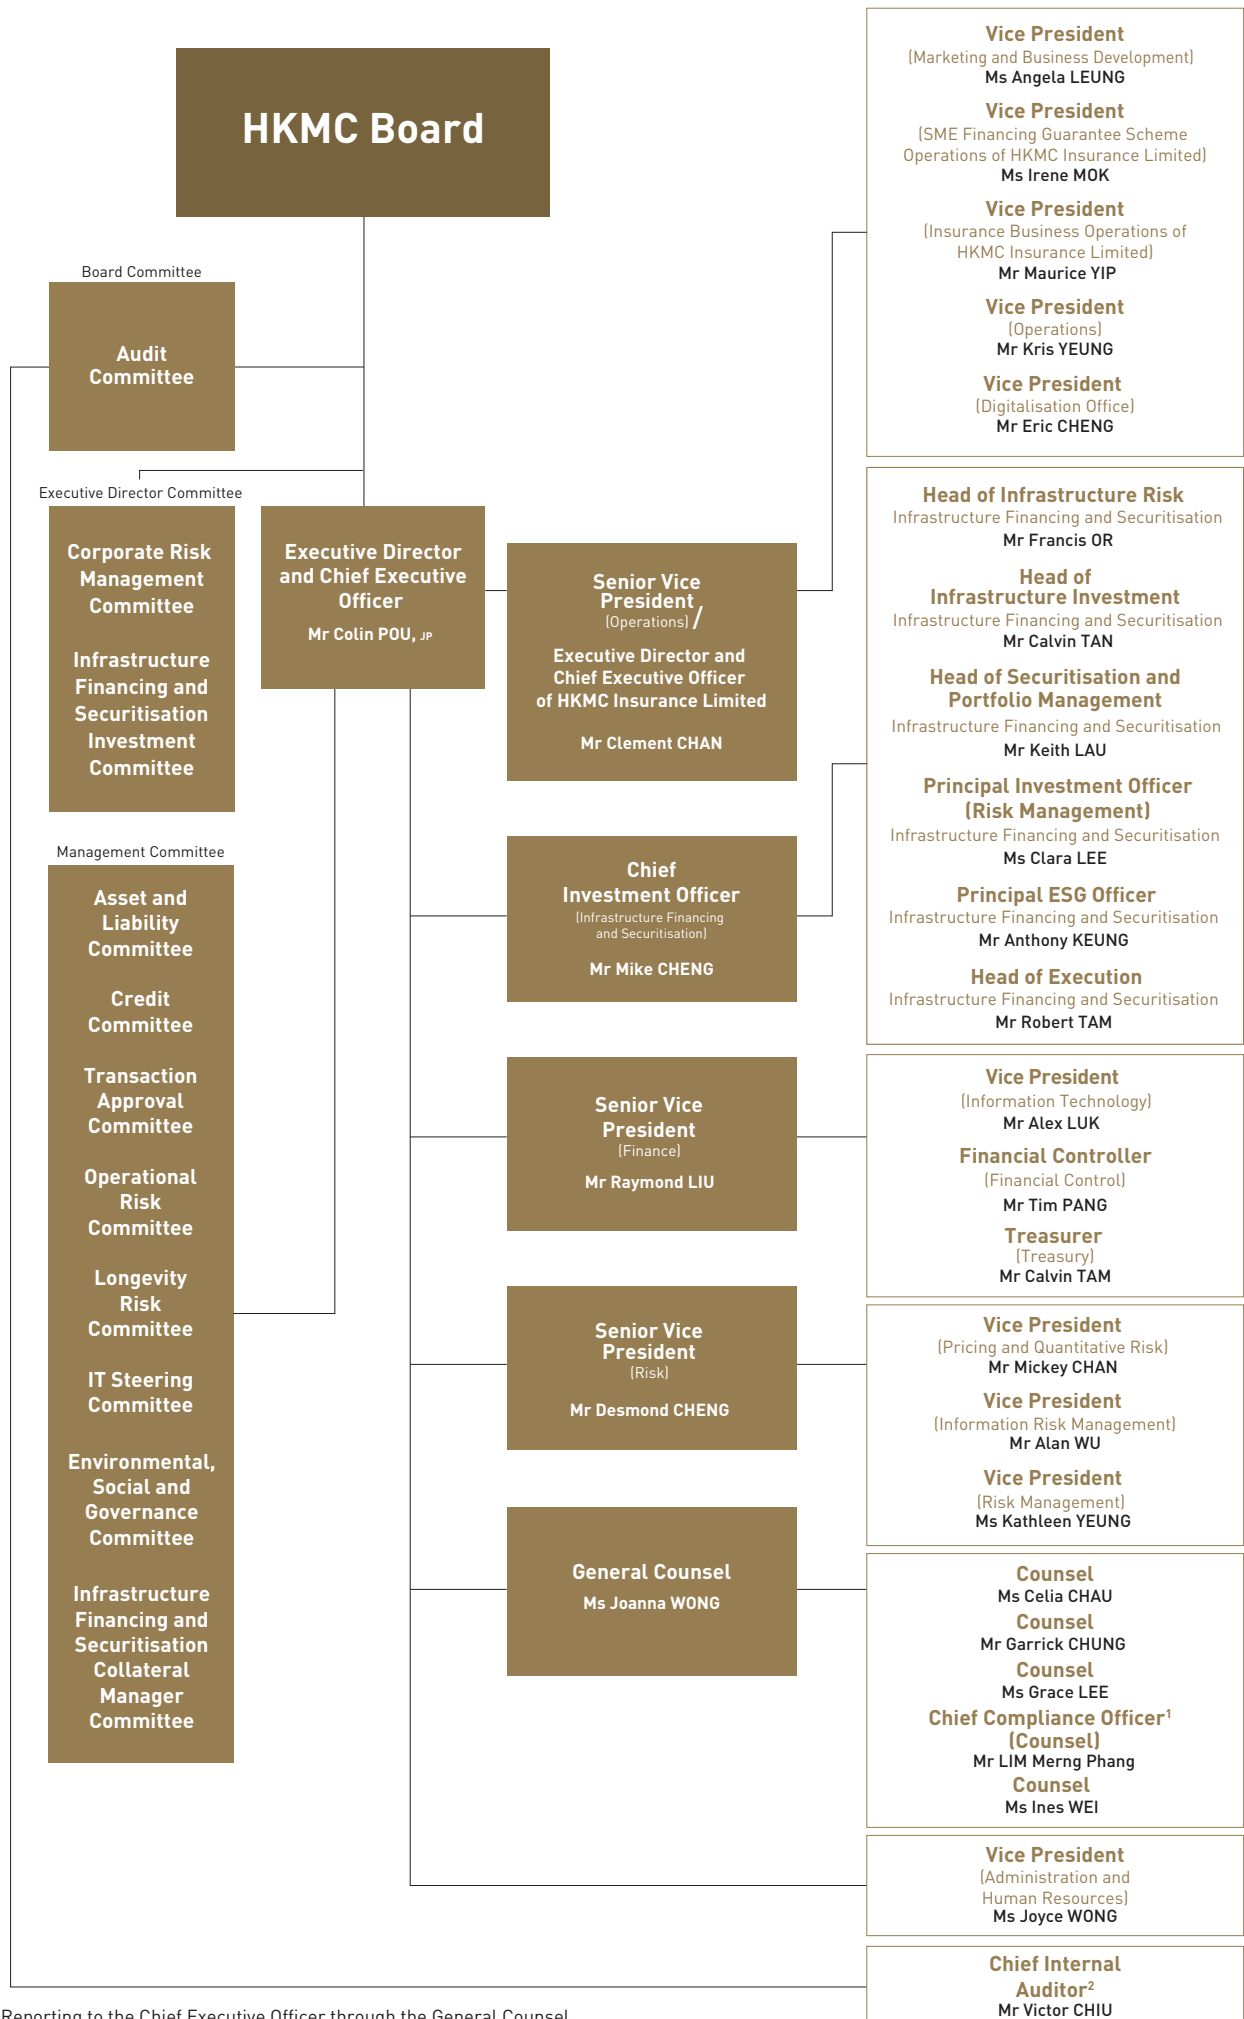 HKMC Board
Board Committee
Audit
Committee
Executive Director Committee
Corporate Risk
Management
Committee
Infrastructure
Financing and
Securitisation
Investment
Committee
Executive Director
and Chief Executive
Officer
Mr Colin POU, JP
Management Committee
Asset and
Liability
Committee
Credit
Committee
Transaction
Approval
Committee
Operational
Risk
Committee
Longevity
Risk
Committee
IT Steering
Committee
Environmental,
Social and
Governance
Committee
Infrastructure
Financing and
Securitisation
Collateral
Manager
Committee
Senior Vice
President
(Operations) /
Executive Director and
Chief Executive Officer
of HKMC Insurance Limited
Mr Clement CHAN
Chief
Investment Officer
(Infrastructure Financing
and Securitisation)
Mr Mike CHENG
Senior Vice
President
(Finance)
Mr Raymond LIU
Senior Vice
President
(Risk)
Mr Desmond CHENG
General Counsel
Ms Joanna WONG
Vice President
(Marketing and Business Development)
Ms Angela LEUNG
Vice President
(SME Financing Guarantee Scheme
Operations of HKMC Insurance Limited)
Ms Irene MOK
Vice President
(Insurance Business Operations of
HKMC Insurance Limited)
Mr Maurice YIP
Vice President
(Operations)
Mr Kris YEUNG
Vice President
(Digitalisation Office)
Mr Eric CHENG
Head of Infrastructure Risk
Infrastructure Financing and Securitisation
Mr Francis OR
Head of
Infrastructure Investment
Infrastructure Financing and Securitisation
Mr Calvin TAN
Head of Securitisation and
Portfolio Management
Infrastructure Financing and Securitisation
Mr Keith LAU
Principal Investment Officer
(Risk Management)
Infrastructure Financing and Securitisation
Ms Clara LEE
Principal ESG Officer
Infrastructure Financing and Securitisation
Mr Anthony KEUNG
Head of Execution
Infrastructure Financing and Securitisation
Mr Robert TAM
Vice President
(Information Technology)
Mr Alex LUK
Financial Controller
(Financial Control)
Mr Tim PANG
Treasurer
(Treasury)
Mr Calvin TAM
Vice President
(Pricing and Quantitative Risk)
Mr Mickey CHAN
Vice President
(Information Risk Management)
Mr Alan WU
Vice President
(Risk Management)
Ms Kathleen YEUNG
Counsel
Ms Celia CHAU
Counsel
Mr Garrick CHUNG
Counsel
Ms Grace LEE
Chief Compliance Officer¹
(Counsel)
Mr LIM Merng Phang
Counsel
Ms Ines WEI
Vice President
(Administration and
Human Resources)
Ms Joyce WONG
Chief Internal
Auditor²
Mr Victor CHIU
Reporting to the Chief Executive Officer through the General Counsel